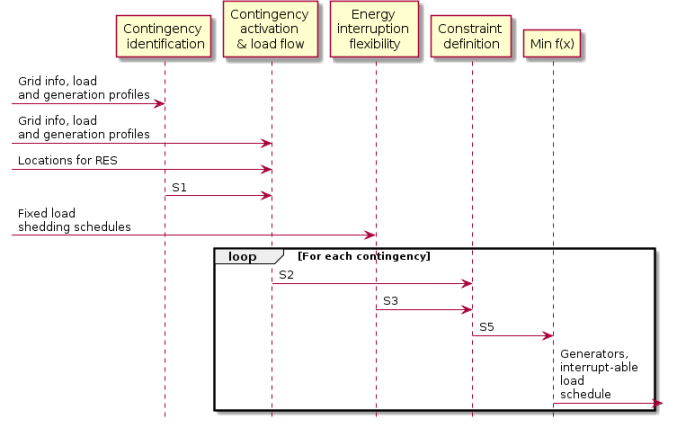 Contingency
identification
Contingency
activation
& load flow
Energy
interruption
flexibility
Constraint
definition
Min f(x)
Grid info, load
and generation profiles
Grid info, load
and generation profiles
Locations for RES
S1
Fixed load
shedding schedules
loop
[For each contingency]
S2
S3
S5
Generators,
interrupt-able
load
schedule